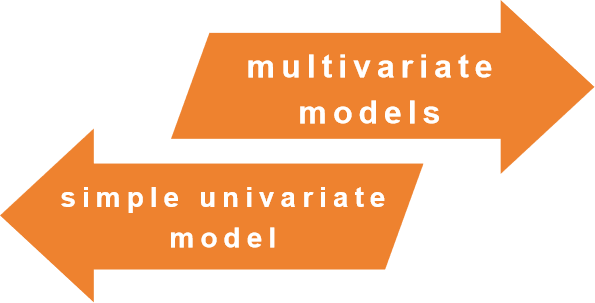 multivariate
models
simple univariate
model